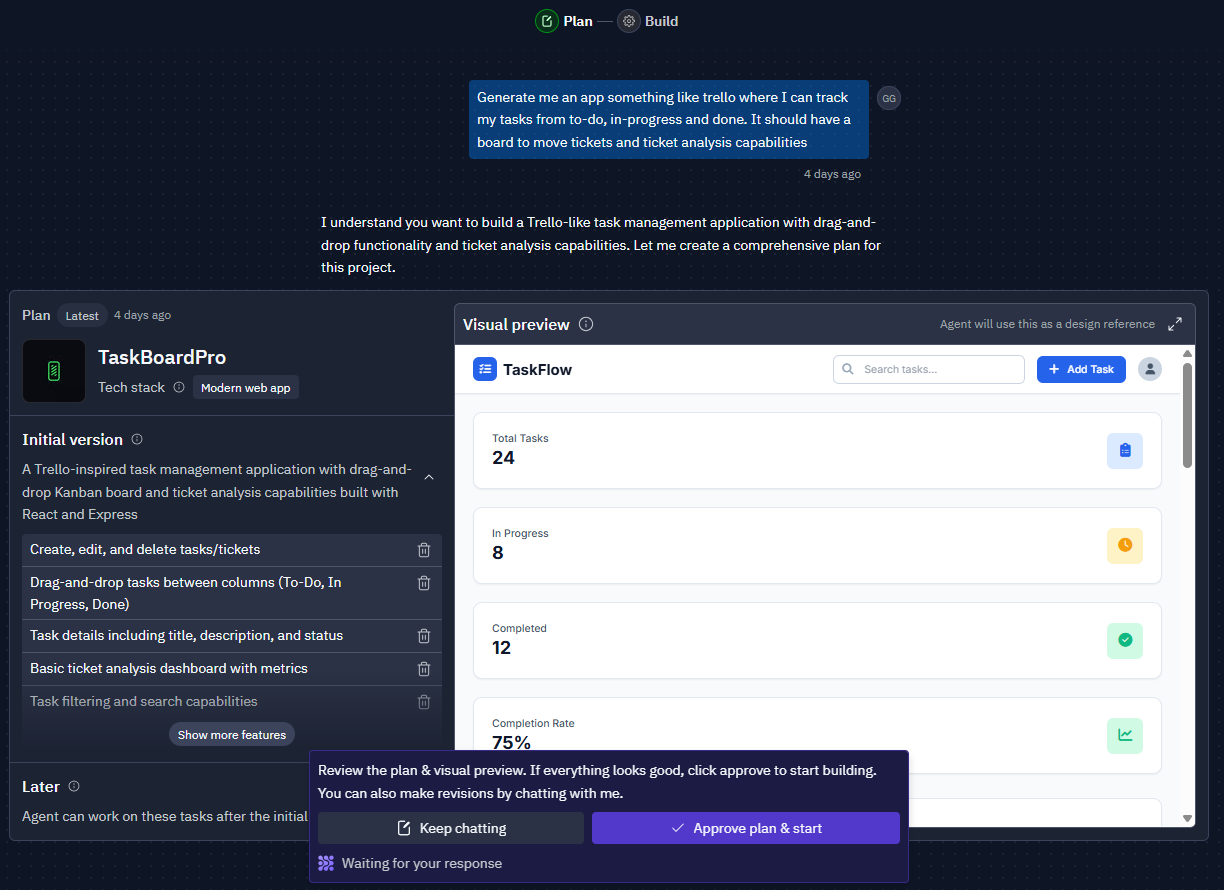 Plan
Build
Generate me an app something like trello where I can track
my tasks from to-do, in-progress and done. It should have a
board to move tickets and ticket analysis capabilities
GG
4 days ago
I understand you want to build a Trello-like task management application with drag-and-
drop functionality and ticket analysis capabilities. Let me create a comprehensive plan for
this project.
Plan
Latest
4 days ago
TaskBoardPro
Tech stack
Modern web app
Initial version
A Trello-inspired task management application with drag-and-
drop Kanban board and ticket analysis capabilities built with
React and Express
Create, edit, and delete tasks/tickets
Drag-and-drop tasks between columns (To-Do, In
Progress, Done)
Task details including title, description, and status
Basic ticket analysis dashboard with metrics
Task filtering and search capabilities
Show more features
Later
Agent can work on these tasks after the initial
Visual preview
Agent will use this as a design reference
TaskFlow
Search tasks...
Add Task
Total Tasks
24
In Progress
8
Completed
12
Completion Rate
75%
Review the plan & visual preview. If everything looks good, click approve to start building.
You can also make revisions by chatting with me.
Keep chatting
Approve plan & start
Waiting for your response